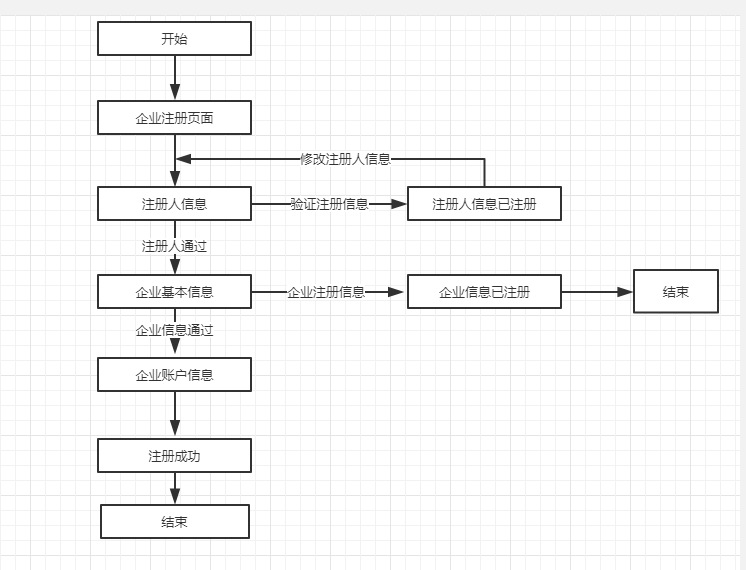 开始
企业注册页面
修改注册人信息
注册人信息
验证注册信息
注册人信息已注册
注册人通过
企业基本信息
企业注册信息
企业信息已注册
结束
企业信息通过
企业账户信息
注册成功
结束